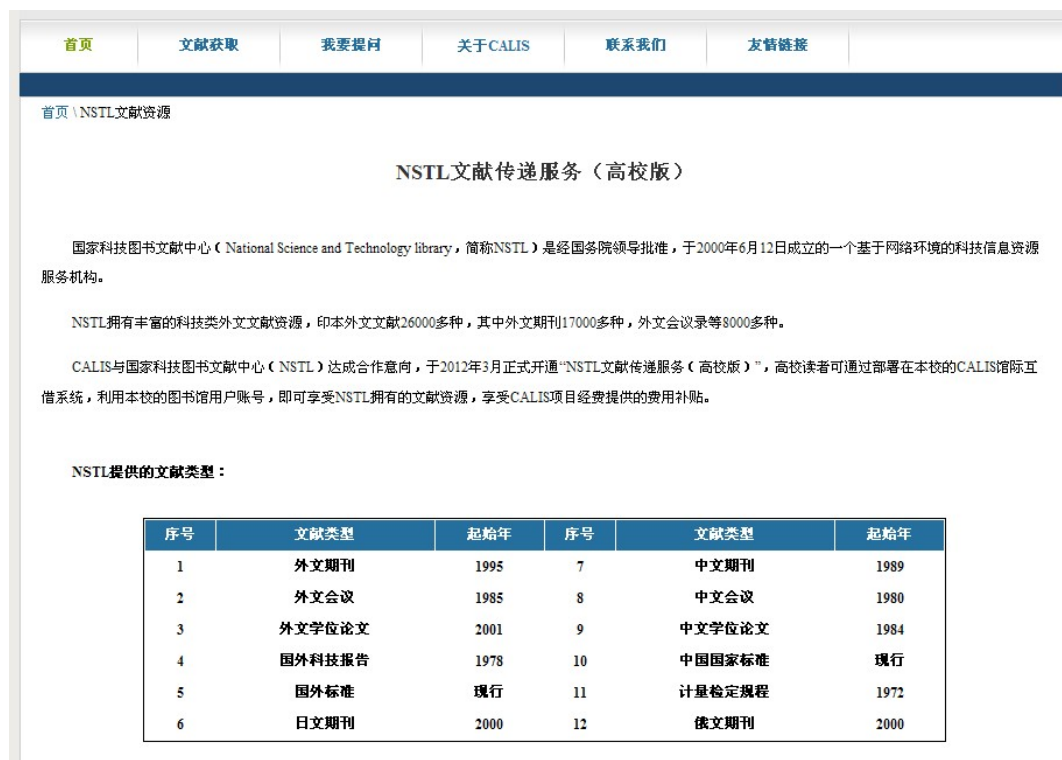 首页 文献获取 我要提问 关于CALIS 联系我们 友情链接
首页 \ NSTL文献资源
NSTL文献传递服务（高校版）
国家科技图书文献中心（National Science and Technology library，简称NSTL）是经国务院领导批准，于2000年6月12日成立的一个基于网络环境的科技信息资源
服务机构。
NSTL拥有丰富的科技类外文文献资源，印本外文文献26000多种，其中外文期刊17000多种，外文会议录等8000多种。
CALIS与国家科技图书文献中心（NSTL）达成合作意向，于2012年3月正式开通“NSTL文献传递服务（高校版）”，高校读者可通过部署在本校的CALIS馆际互
借系统，利用本校的图书馆用户账号，即可享受NSTL拥有的文献资源，享受CALIS项目经费提供的费用补贴。
NSTL提供的文献类型：
序号 文献类型 起始年 序号 文献类型 起始年
1 外文期刊 1995 7 中文期刊 1989
2 外文会议 1985 8 中文会议 1980
3 外文学位论文 2001 9 中文学位论文 1984
4 国外科技报告 1978 10 中国国家标准 现行
5 国外标准 现行 11 计量检定规程 1972
6 日文期刊 2000 12 俄文期刊 2000